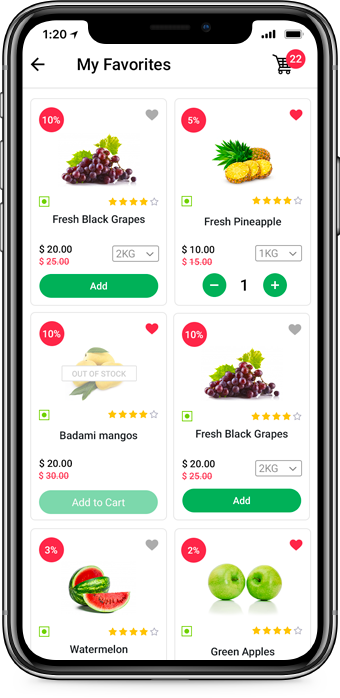 1:20
My Favorites
22
10%
5%
Fresh Black Grapes
Fresh Pineapple
$ 20.00
2KG
$ 25.00
$ 10.00
1KG
$ 15.00
Add
1
10%
10%
OUT OF STOCK
Badami mangos
Fresh Black Grapes
$ 20.00
$ 30.00
$ 20.00
2KG
$ 25.00
Add to Cart
Add
3%
2%
Watermelon
Green Apples